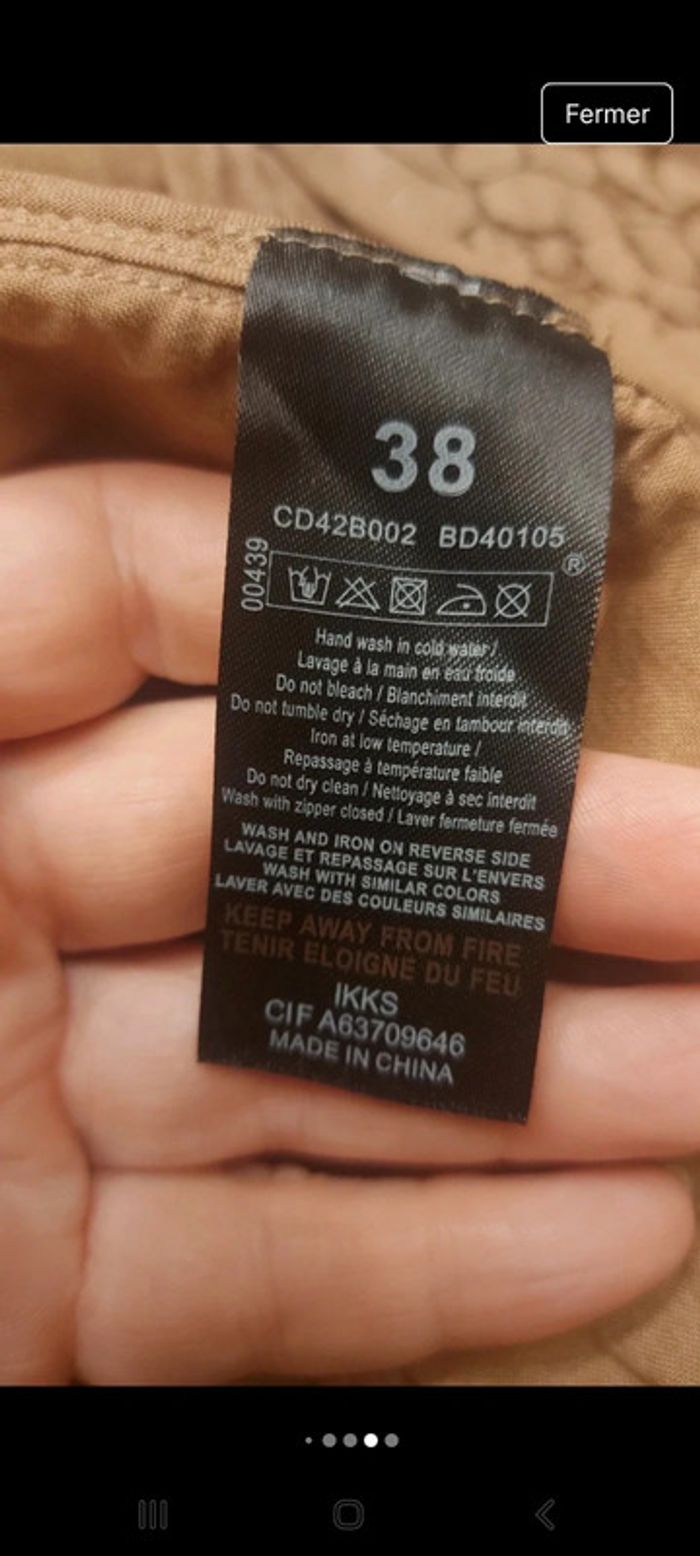 Fermer
38
CD42B002 BD40105
®
00439
Hand wash in cold water /
Lavage à la main en eau froide
Do not bleach / Blanchiment interdit
Do not tumble dry / Séchage en tambour interdit
Iron at low temperature /
Repassage à température faible
Do not dry clean / Nettoyage à sec interdit
Wash with zipper closed / Laver fermeture fermée
WASH AND IRON ON REVERSE SIDE
LAVAGE ET REPASSAGE SUR L'ENVERS
WASH WITH SIMILAR COLORS
LAVER AVEC DES COULEURS SIMILAIRES
KEEP AWAY FROM FIRE
TENIR ELOIGNE DU FEU
IKKS
CIF A63709646
MADE IN CHINA